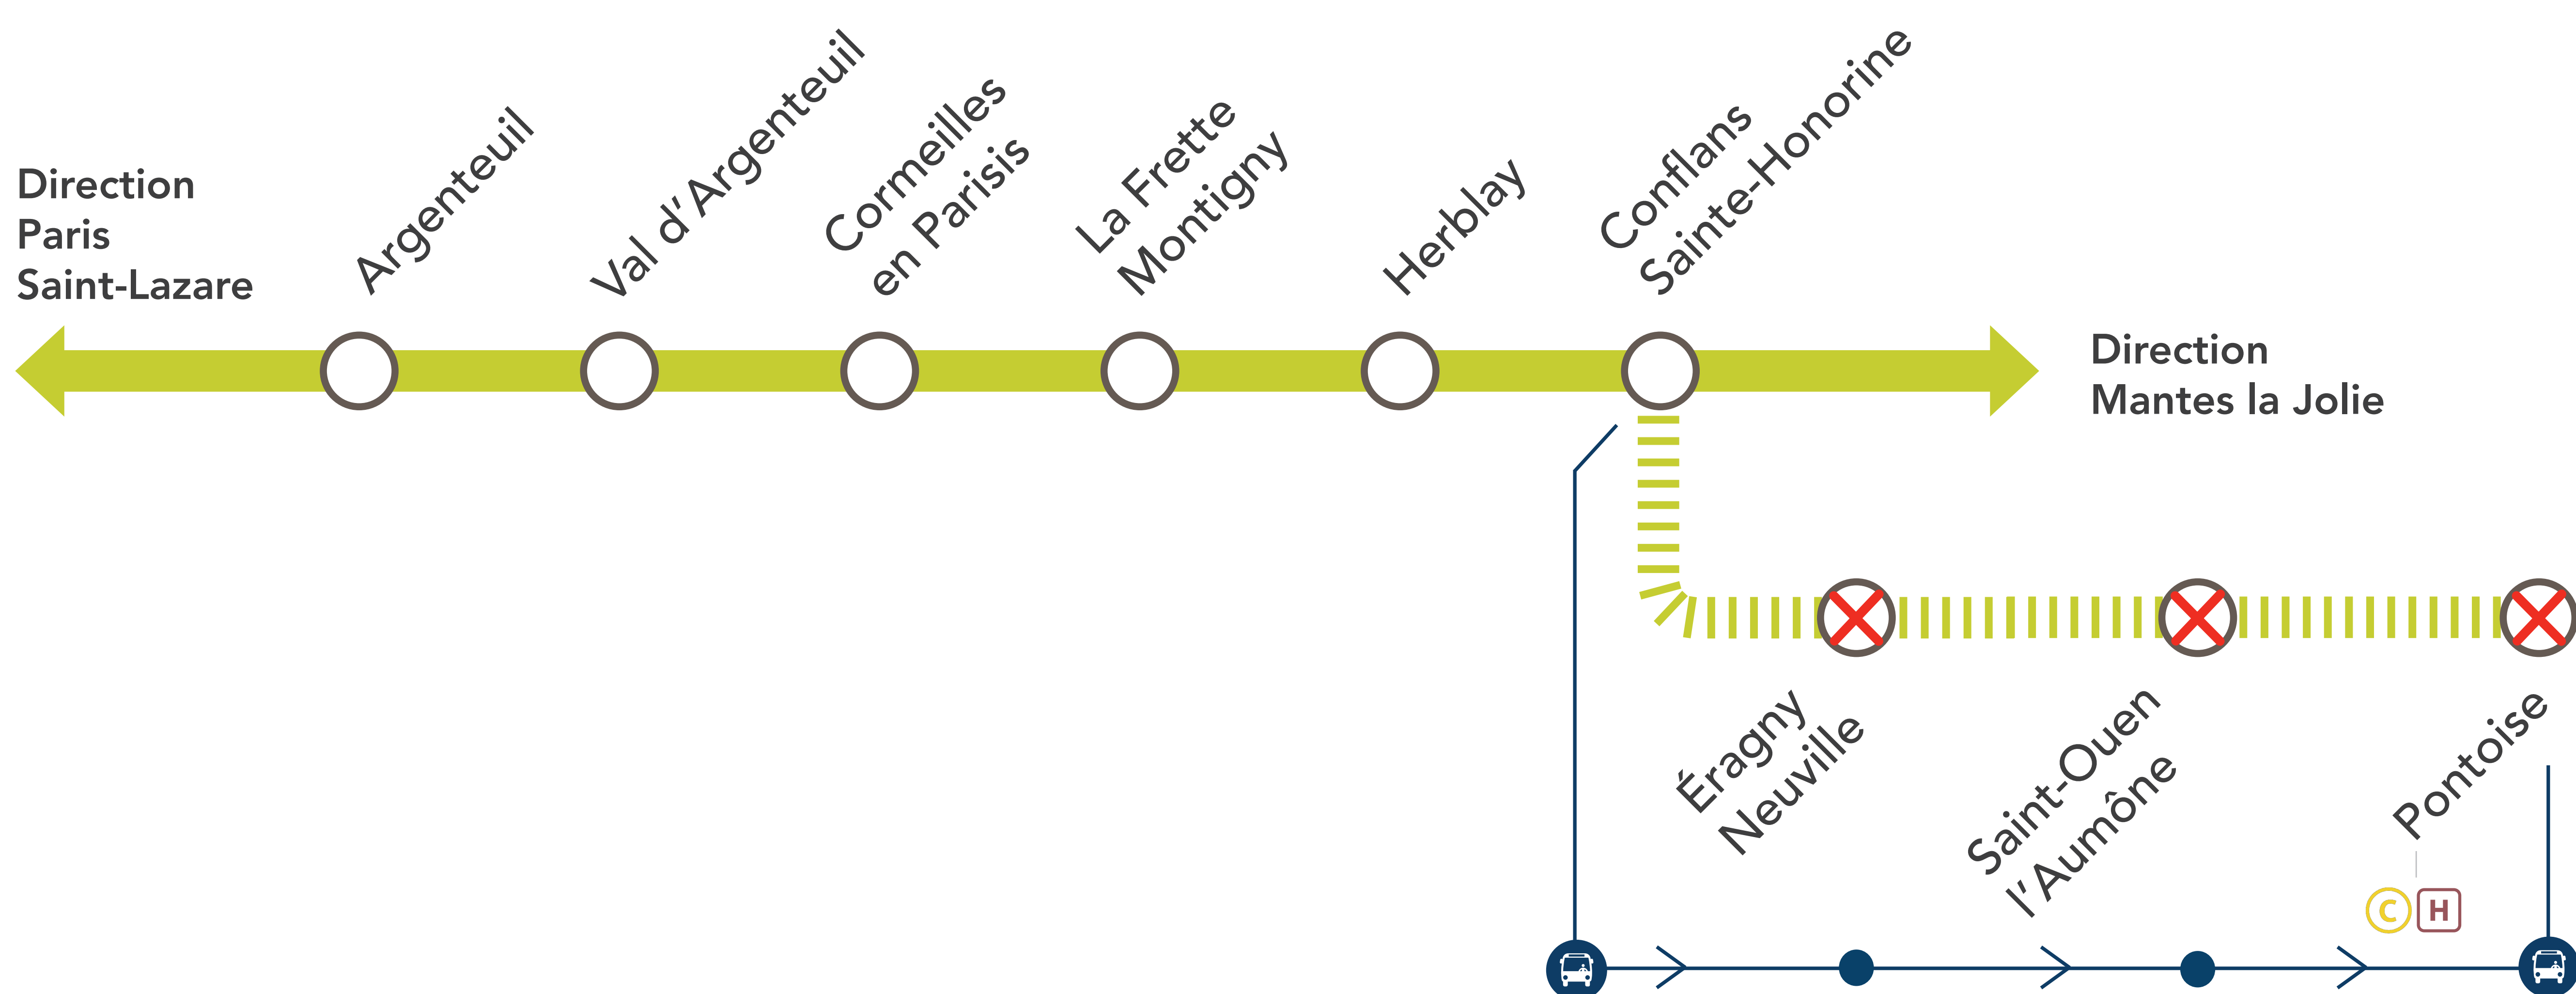 Direction
Paris
Saint-Lazare
Argenteuil
Val d'Argenteuil
Cormeilles
en Parisis
La Frette
Montigny
Herblay
Conflans
Sainte-Honorine
Direction
Mantes la Jolie
Éragny
Neuville
Saint-Ouen
l'Aumône
Pontoise
C H